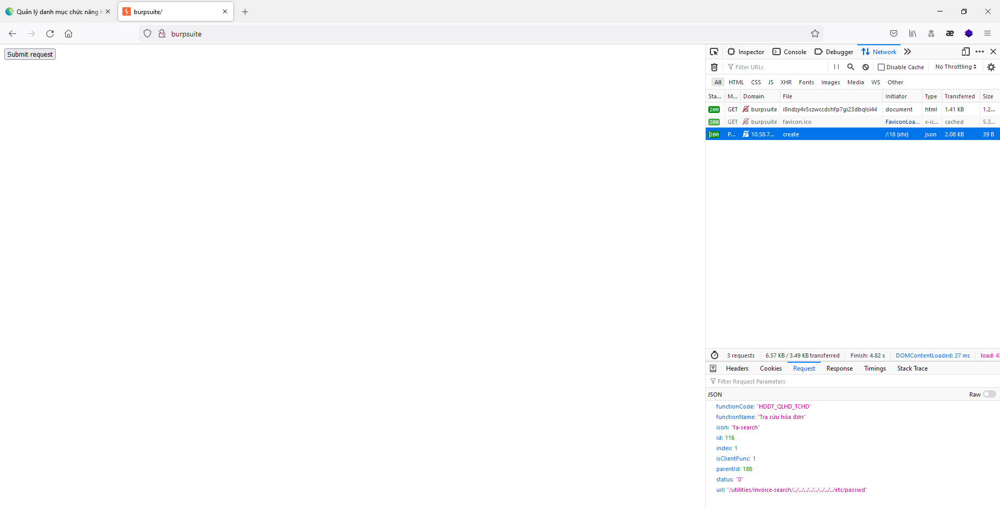 Quản lý danh mục chức năng h
burpsuite/
burpsuite
Submit request
Inspector Console Debugger Network
Filter URLs Disable Cache No Throttling
All HTML CSS JS XHR Fonts Images Media WS Other
Sta... M... Domain File Initiator Type Transferred Size
200 GET burpsuite i8ndzy4v5szwccdshfp7gi23dbqlsi44 document html 1.41 KB 1.2...
200 GET burpsuite favicon.ico FaviconLoa... x-ic... cached 5.3...
200 P... 10.58.7... create /:18 (xhr) json 2.08 KB 39 B
3 requests 6.57 KB / 3.49 KB transferred Finish: 4.82 s DOMContentLoaded: 27 ms load: 43
Headers Cookies Request Response Timings Stack Trace
Filter Request Parameters
JSON Raw
functionCode: "HDDT_QLHD_TCHD"
functionName: "Tra cứu hóa đơn"
icon: "fa-search"
id: 116
index: 1
isClientFunc: 1
parentId: 188
status: "0"
url: "/utilities/invoice-search/../../../../../../../../etc/passwd"